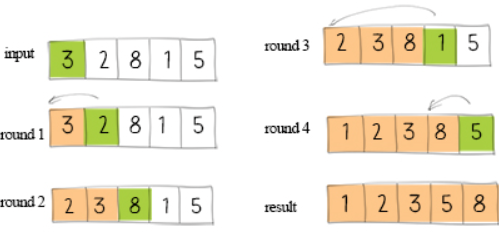 input 3 2 8 1 5
round 1 3 2 8 1 5
round 2 2 3 8 1 5
round 3 2 3 8 1 5
round 4 1 2 3 8 5
result 1 2 3 5 8